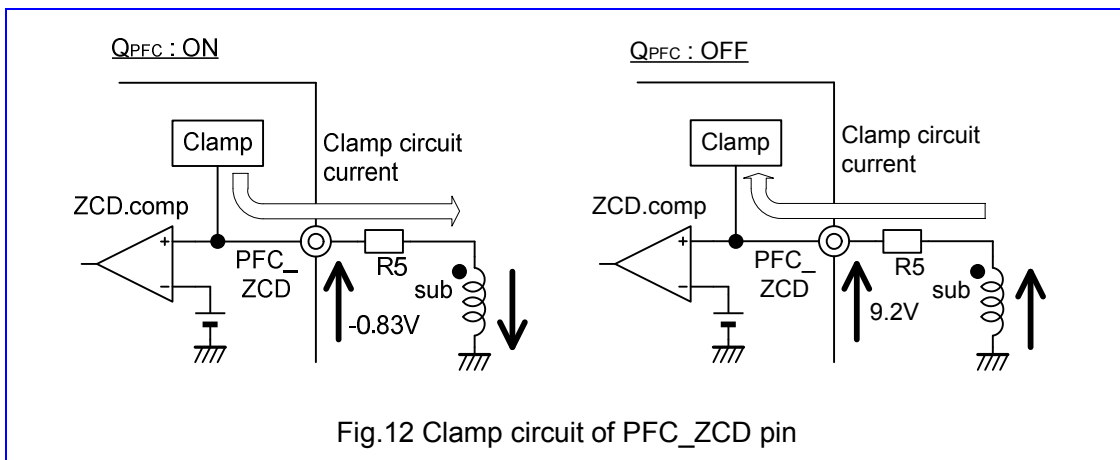 QPFC : ON
Clamp
Clamp circuit
current
ZCD.comp
+
-
PFC_
ZCD
R5
sub
-0.83V
QPFC : OFF
Clamp
Clamp circuit
current
ZCD.comp
+
-
PFC_
ZCD
R5
sub
9.2V
Fig.12 Clamp circuit of PFC_ZCD pin